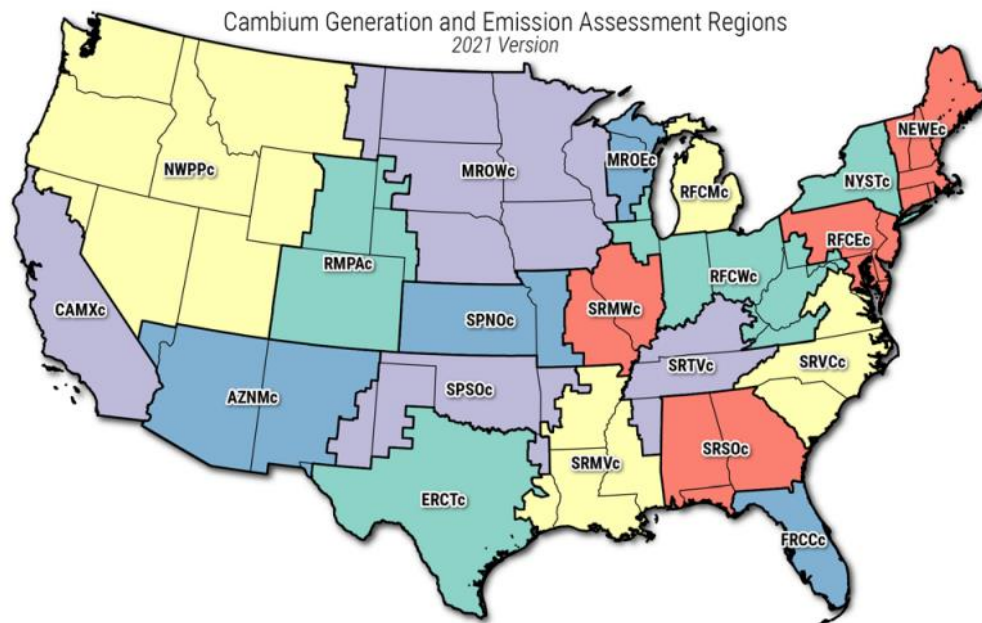 Cambium Generation and Emission Assessment Regions
2021 Version
NEWEc
MROEc
NWPPc
MROWc
RFCMc
NYSTc
RFCEc
RMPAc
RFCWc
CAMXc
SPNOc
SRMWc
SRTVc
SRVCc
SPSOc
AZNMc
SRSOc
SRMVc
ERCTc
FRCCc